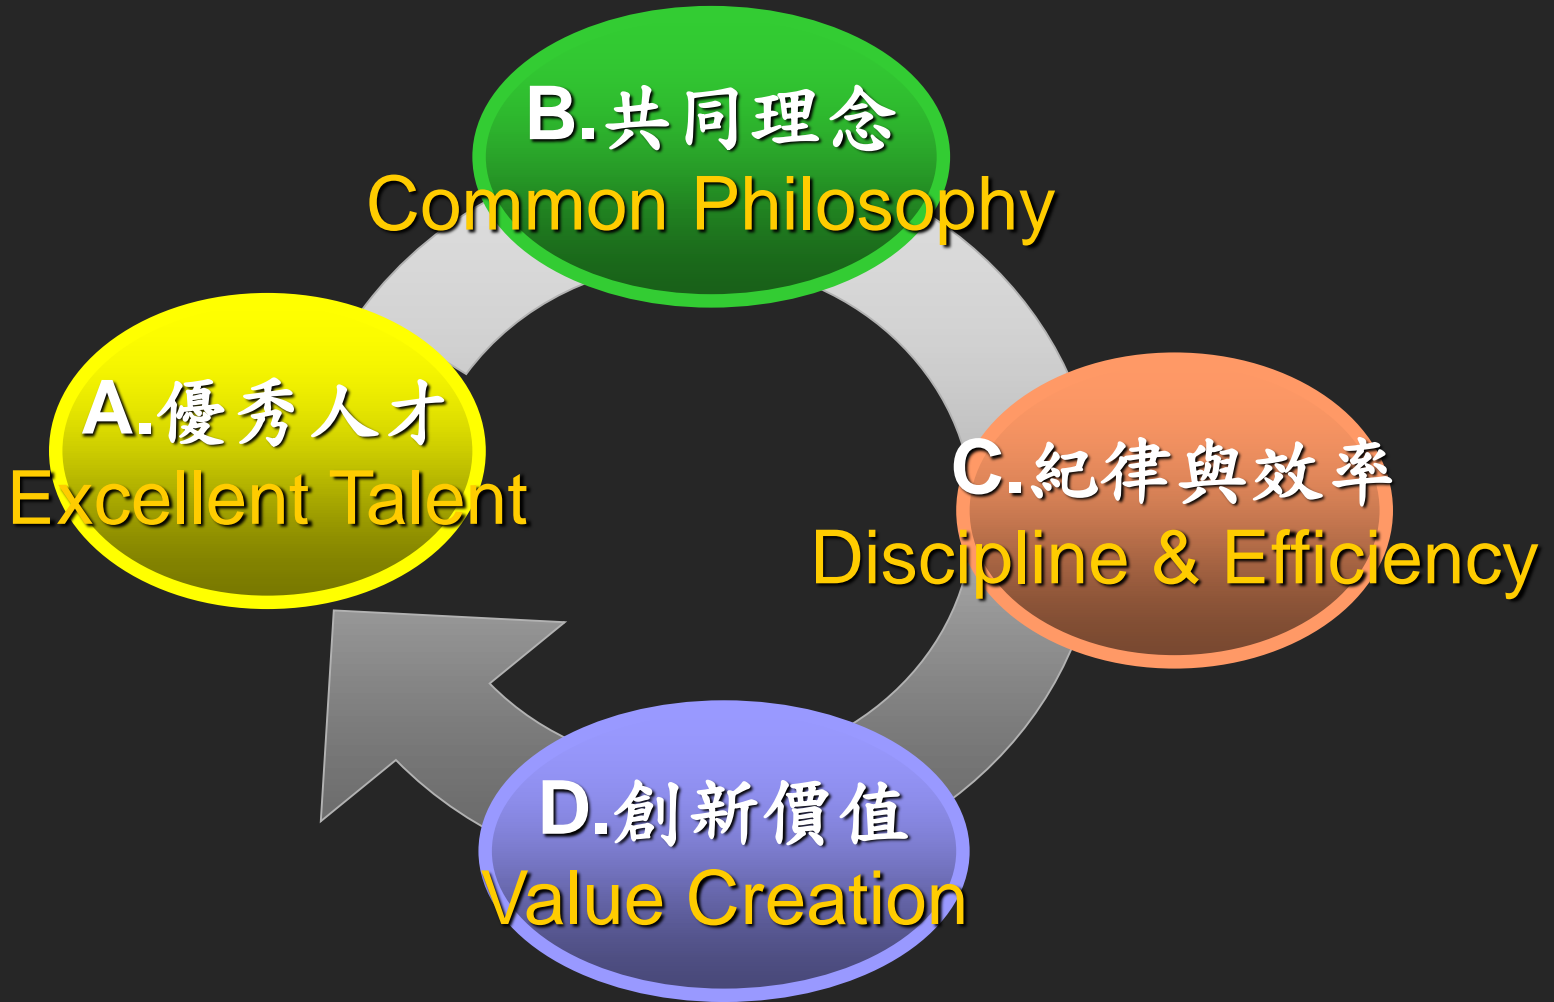 B.共同理念
Common Philosophy
A.優秀人才
Excellent Talent
C.紀律與效率
Discipline & Efficiency
D.創新價值
Value Creation